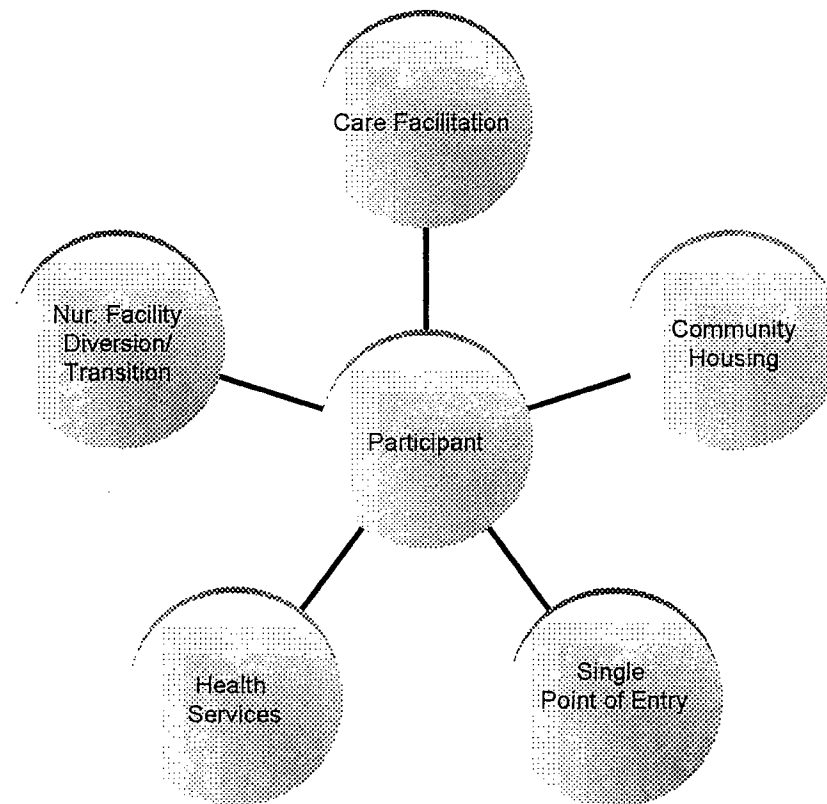 Care Facilitation
Nur. Facility
Diversion/
Transition
Community
Housing
Participant
Health
Services
Single
Point of Entry